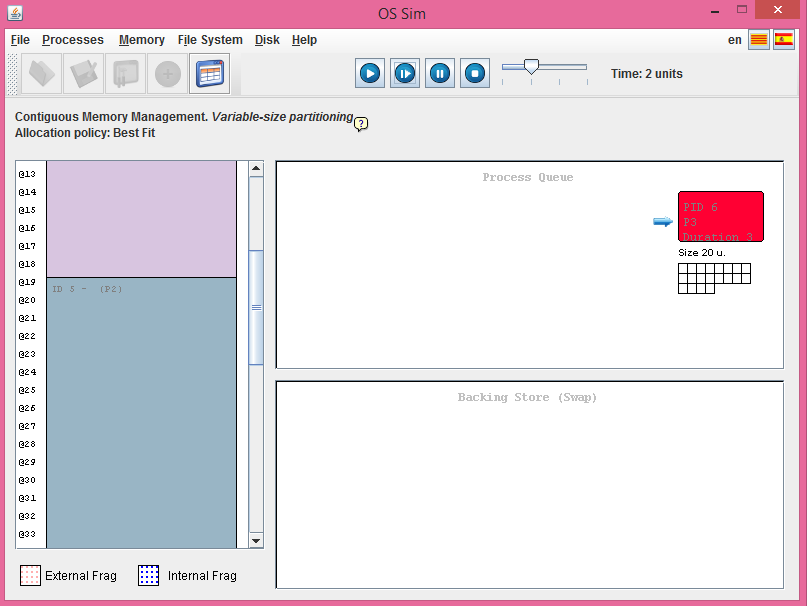 OS Sim
File Processes Memory File System Disk Help en
Time: 2 units
Contiguous Memory Management. Variable-size partitioning ?
Allocation policy: Best Fit
@13
@14
@15
@16
@17
@18
@19
@20
@21
@22
@23
@24
@25
@26
@27
@28
@29
@30
@31
@32
@33
ID 5 - (P2)
External Frag
Internal Frag
Process Queue
PID 6
P3
Duration 3
Size 20 u.
Backing Store (Swap)